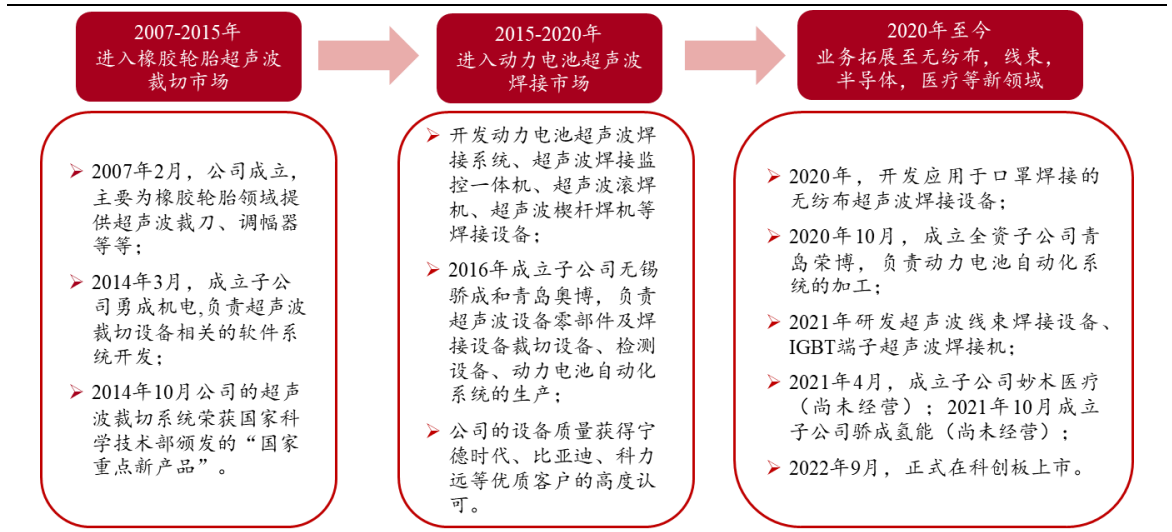 2007-2015年
进入橡胶轮胎超声波
裁切市场
2007年2月，公司成立，
主要为橡胶轮胎领域提
供超声波裁刀、调幅器
等等；
2014年3月，成立子公
司勇成机电,负责超声波
裁切设备相关的软件系
统开发；
2014年10月公司的超声
波裁切系统荣获国家科
学技术部颁发的“国家
重点新产品”。
2015-2020年
进入动力电池超声波
焊接市场
开发动力电池超声波焊
接系统、超声波焊接监
控一体机、超声波滚焊
机、超声波楔杆焊机等
焊接设备；
2016年成立子公司无锡
骄成和青岛奥博，负责
超声波设备零部件及焊
接设备裁切设备、检测
设备、动力电池自动化
系统的生产；
公司的设备质量获得宁
德时代、比亚迪、科力
远等优质客户的高度认
可。
2020年至今
业务拓展至无纺布，线束，
半导体，医疗等新领域
2020年，开发应用于口罩焊接的
无纺布超声波焊接设备；
2020年10月，成立全资子公司青
岛荣博，负责动力电池自动化系
统的加工；
2021年研发超声波线束焊接设备、
IGBT端子超声波焊接机；
2021年4月，成立子公司妙术医疗
（尚未经营）；2021年10月成立
子公司骄成氢能（尚未经营）；
2022年9月，正式在科创板上市。